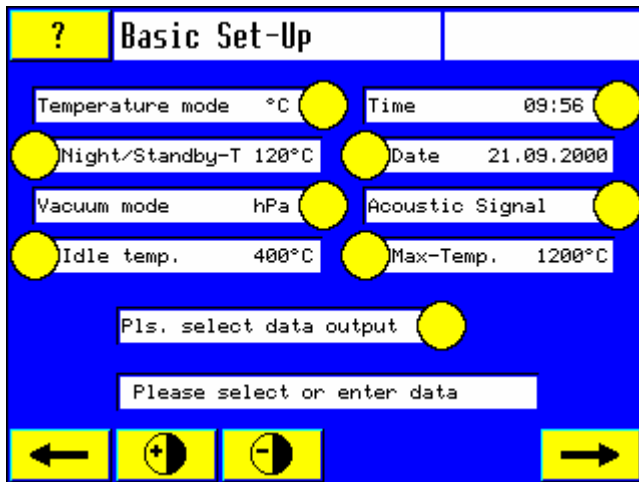 ? Basic Set-Up
Temperature mode °C Time 09:56
Night/Standby-T 120°C Date 21.09.2000
Vacuum mode hPa Acoustic Signal
Idle temp. 400°C Max-Temp. 1200°C
Pls. select data output
Please select or enter data
+ -